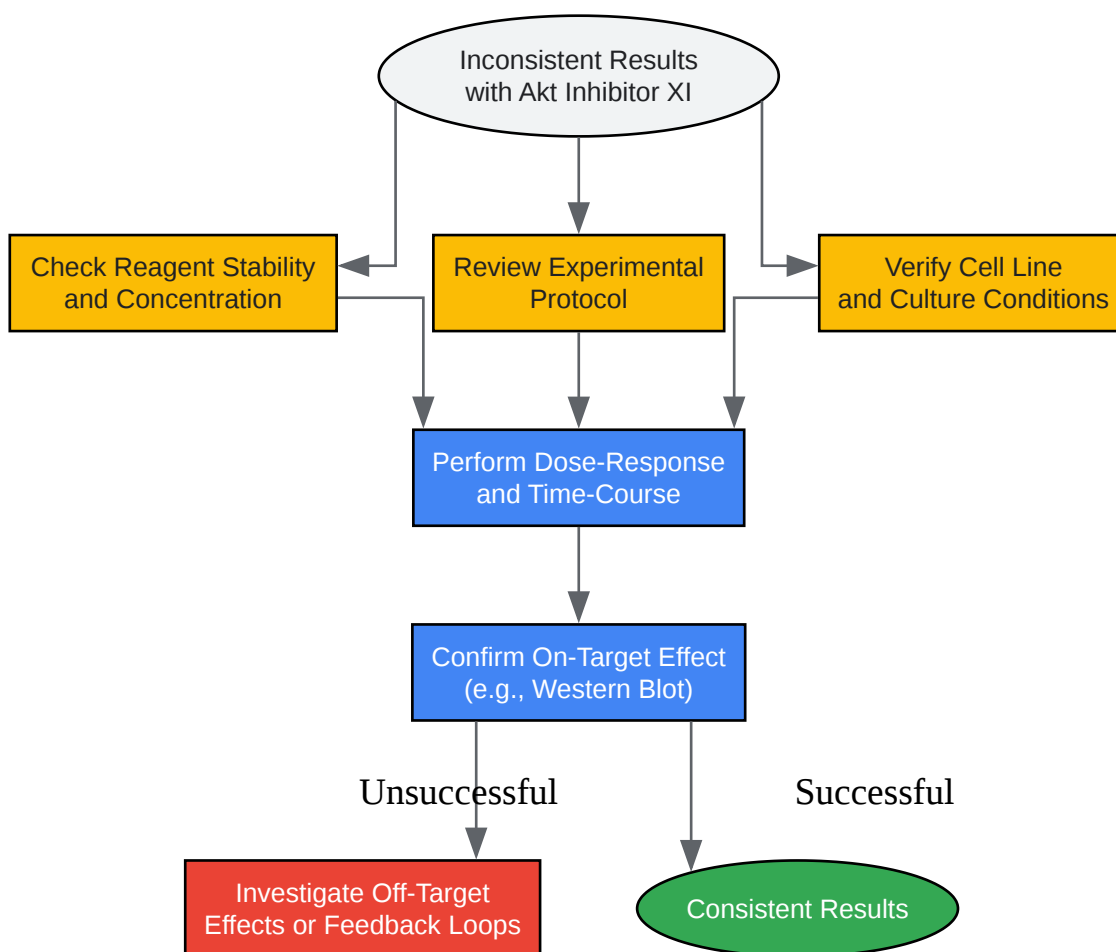 Inconsistent Results
with Akt Inhibitor XI
Check Reagent Stability
and Concentration
Review Experimental
Protocol
Verify Cell Line
and Culture Conditions
Perform Dose-Response
and Time-Course
Confirm On-Target Effect
(e.g., Western Blot)
Unsuccessful
Successful
Investigate Off-Target
Effects or Feedback Loops
Consistent Results